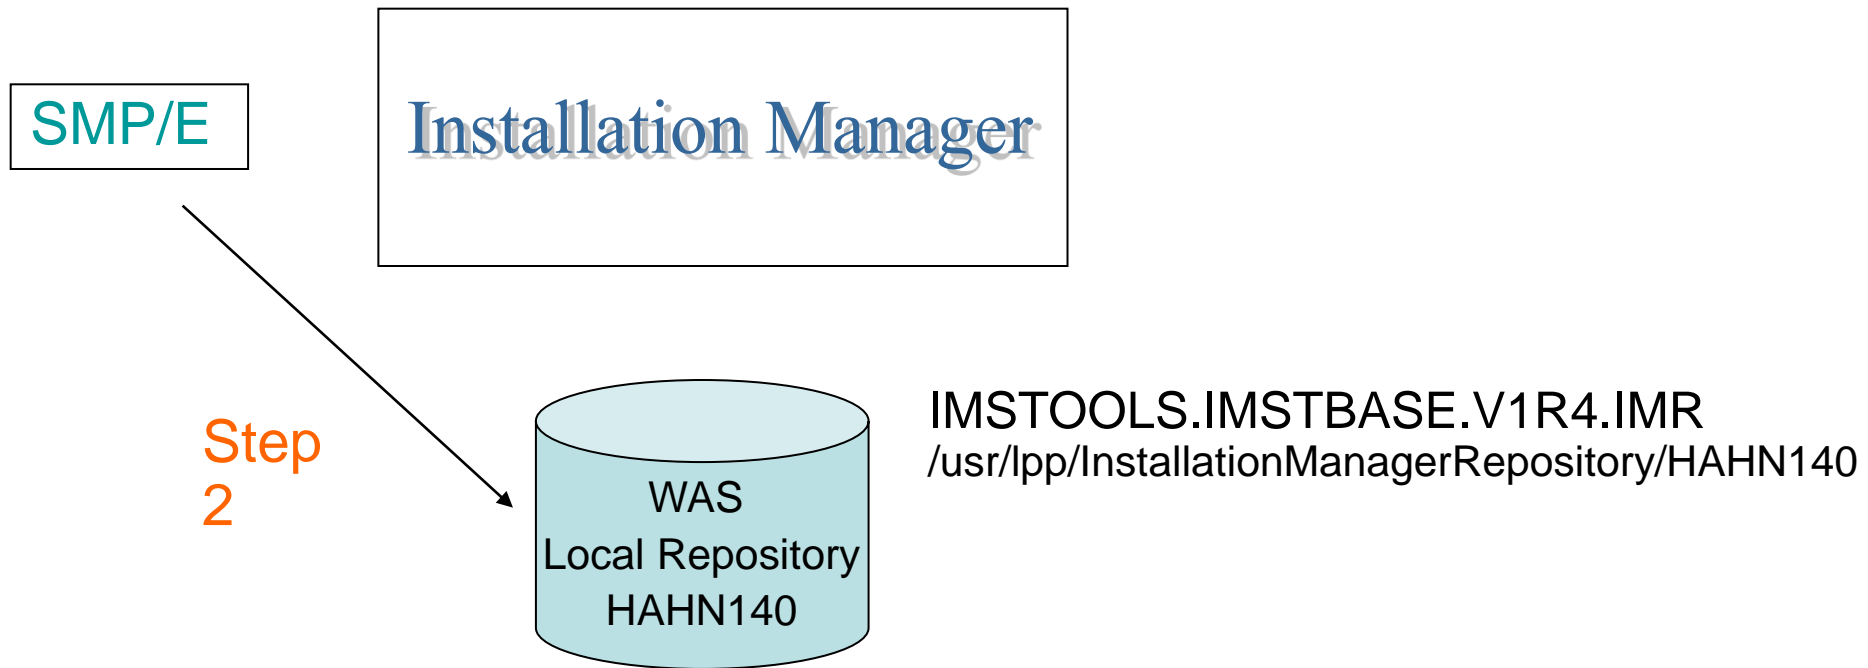 SMP/E
Installation Manager
Step
2
WAS
Local Repository
HAHN140
IMSTOOLS.IMSTBASE.V1R4.IMR
/usr/lpp/InstallationManagerRepository/HAHN140